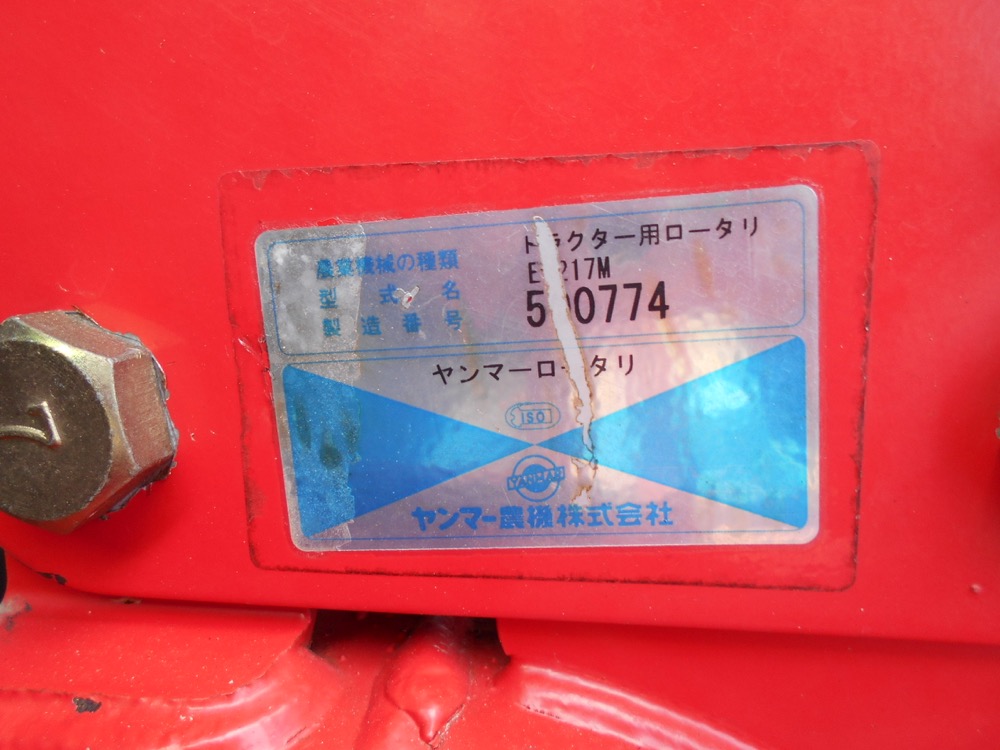 農業機械の種類 トラクター用ロータリ
型式名
製造番号
ヤンマーロータリ
ISO
YANMAR
ヤンマー農機株式会社